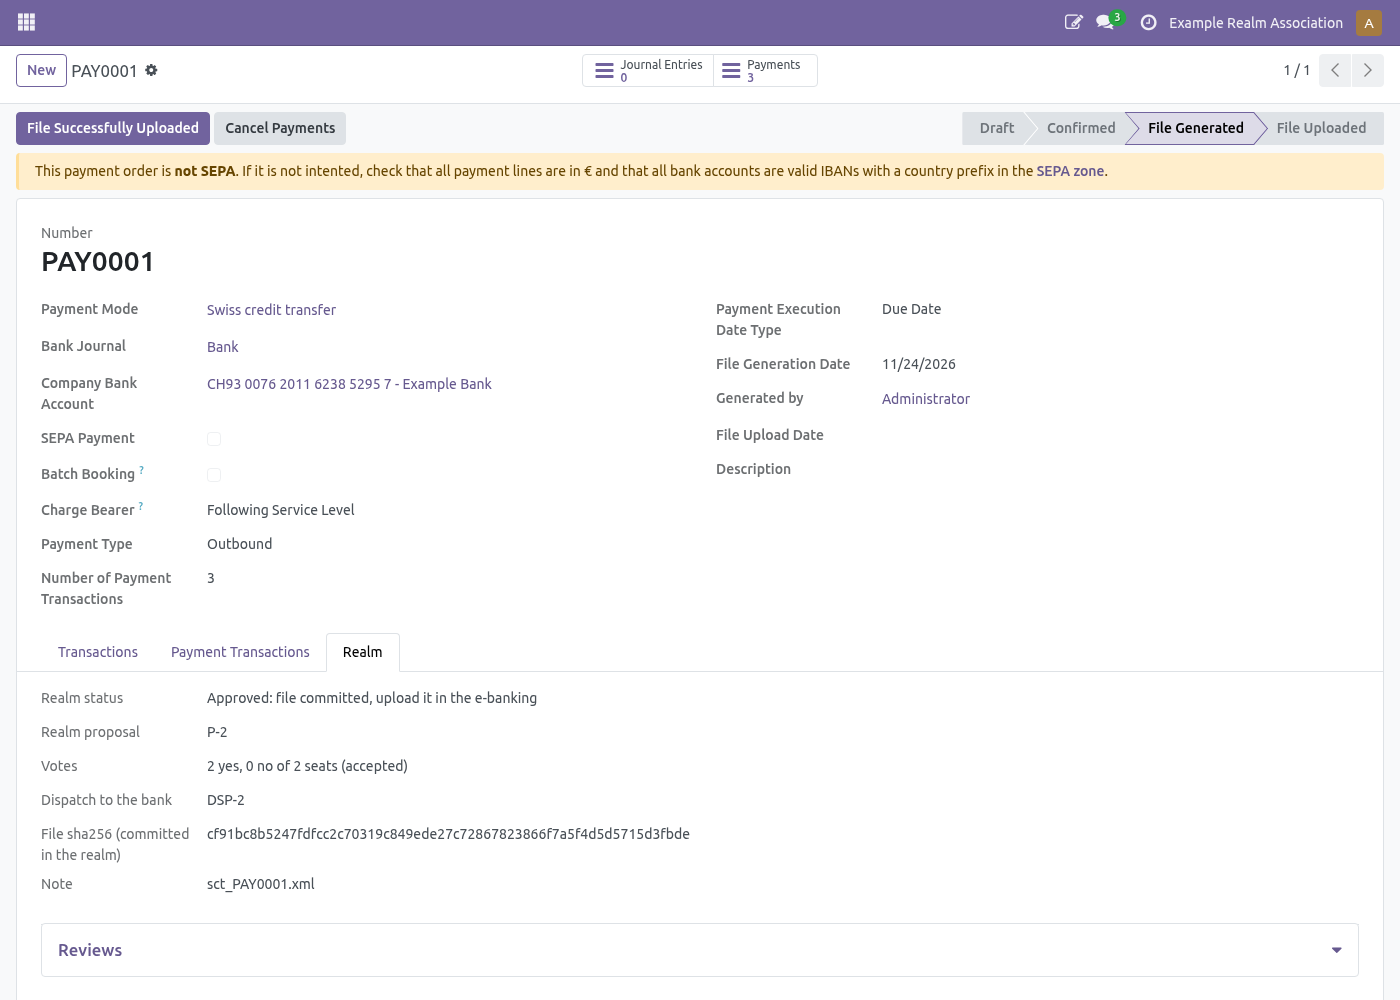 3
Example Realm Association
A
New
PAY0001
Journal Entries
0
Payments
3
1 / 1
File Successfully Uploaded
Cancel Payments
Draft
Confirmed
File Generated
File Uploaded
This payment order is not SEPA. If it is not intented, check that all payment lines are in € and that all bank accounts are valid IBANs with a country prefix in the SEPA zone.
Number
PAY0001
Payment Mode
Swiss credit transfer
Bank Journal
Bank
Company Bank
Account
CH93 0076 2011 6238 5295 7 - Example Bank
SEPA Payment
Batch Booking ?
Charge Bearer ?
Following Service Level
Payment Type
Outbound
Number of Payment
Transactions
3
Payment Execution
Date Type
Due Date
File Generation Date
11/24/2026
Generated by
Administrator
File Upload Date
Description
Transactions
Payment Transactions
Realm
Realm status
Approved: file committed, upload it in the e-banking
Realm proposal
P-2
Votes
2 yes, 0 no of 2 seats (accepted)
Dispatch to the bank
DSP-2
File sha256 (committed
in the realm)
cf91bc8b5247fdfcc2c70319c849ede27c72867823866f7a5f4d5d5715d3fbde
Note
sct_PAY0001.xml
Reviews